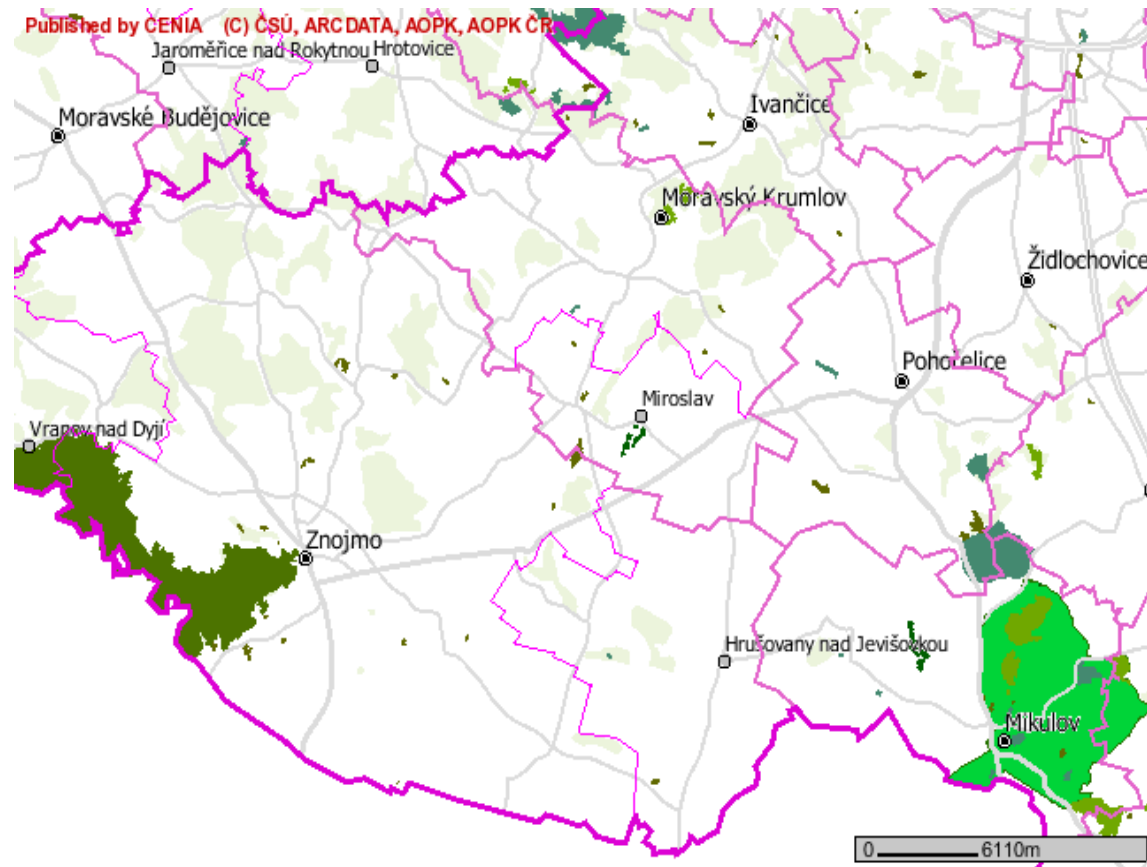 Published by CENIA (C) ČSÚ, ARCDATA, AOPK, AOPK ČR
Jaroměřice nad Rokytnou
Hrotovice
Ivančice
Moravské Budějovice
Moravský Krumlov
Židlochovice
Pohořelice
Miroslav
Vranov nad Dyjí
Znojmo
Hrušovany nad Jevišovkou
Mikulov
0 6110m